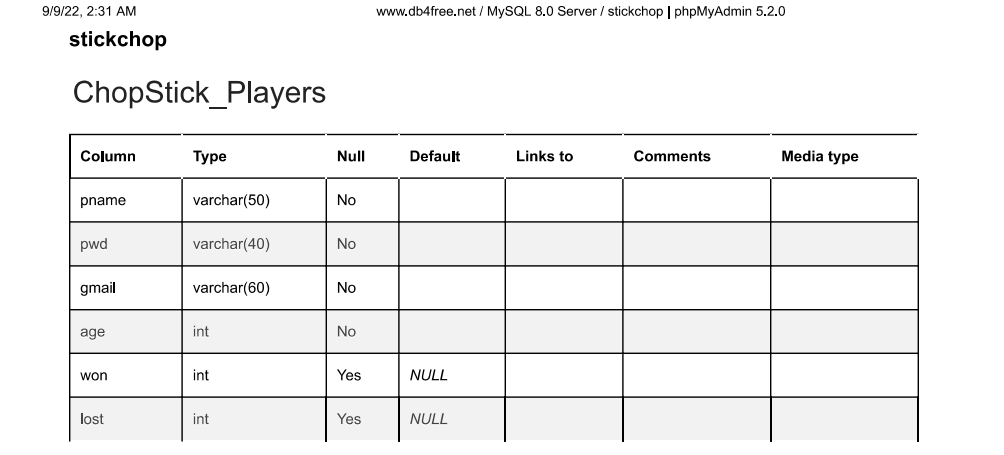 9/9/22, 2:31 AM www.db4free.net / MySQL 8.0 Server / stickchop | phpMyAdmin 5.2.0
stickchop
ChopStick_Players
Column Type Null Default Links to Comments Media type
pname varchar(50) No
pwd varchar(40) No
gmail varchar(60) No
age int No
won int Yes NULL
lost int Yes NULL